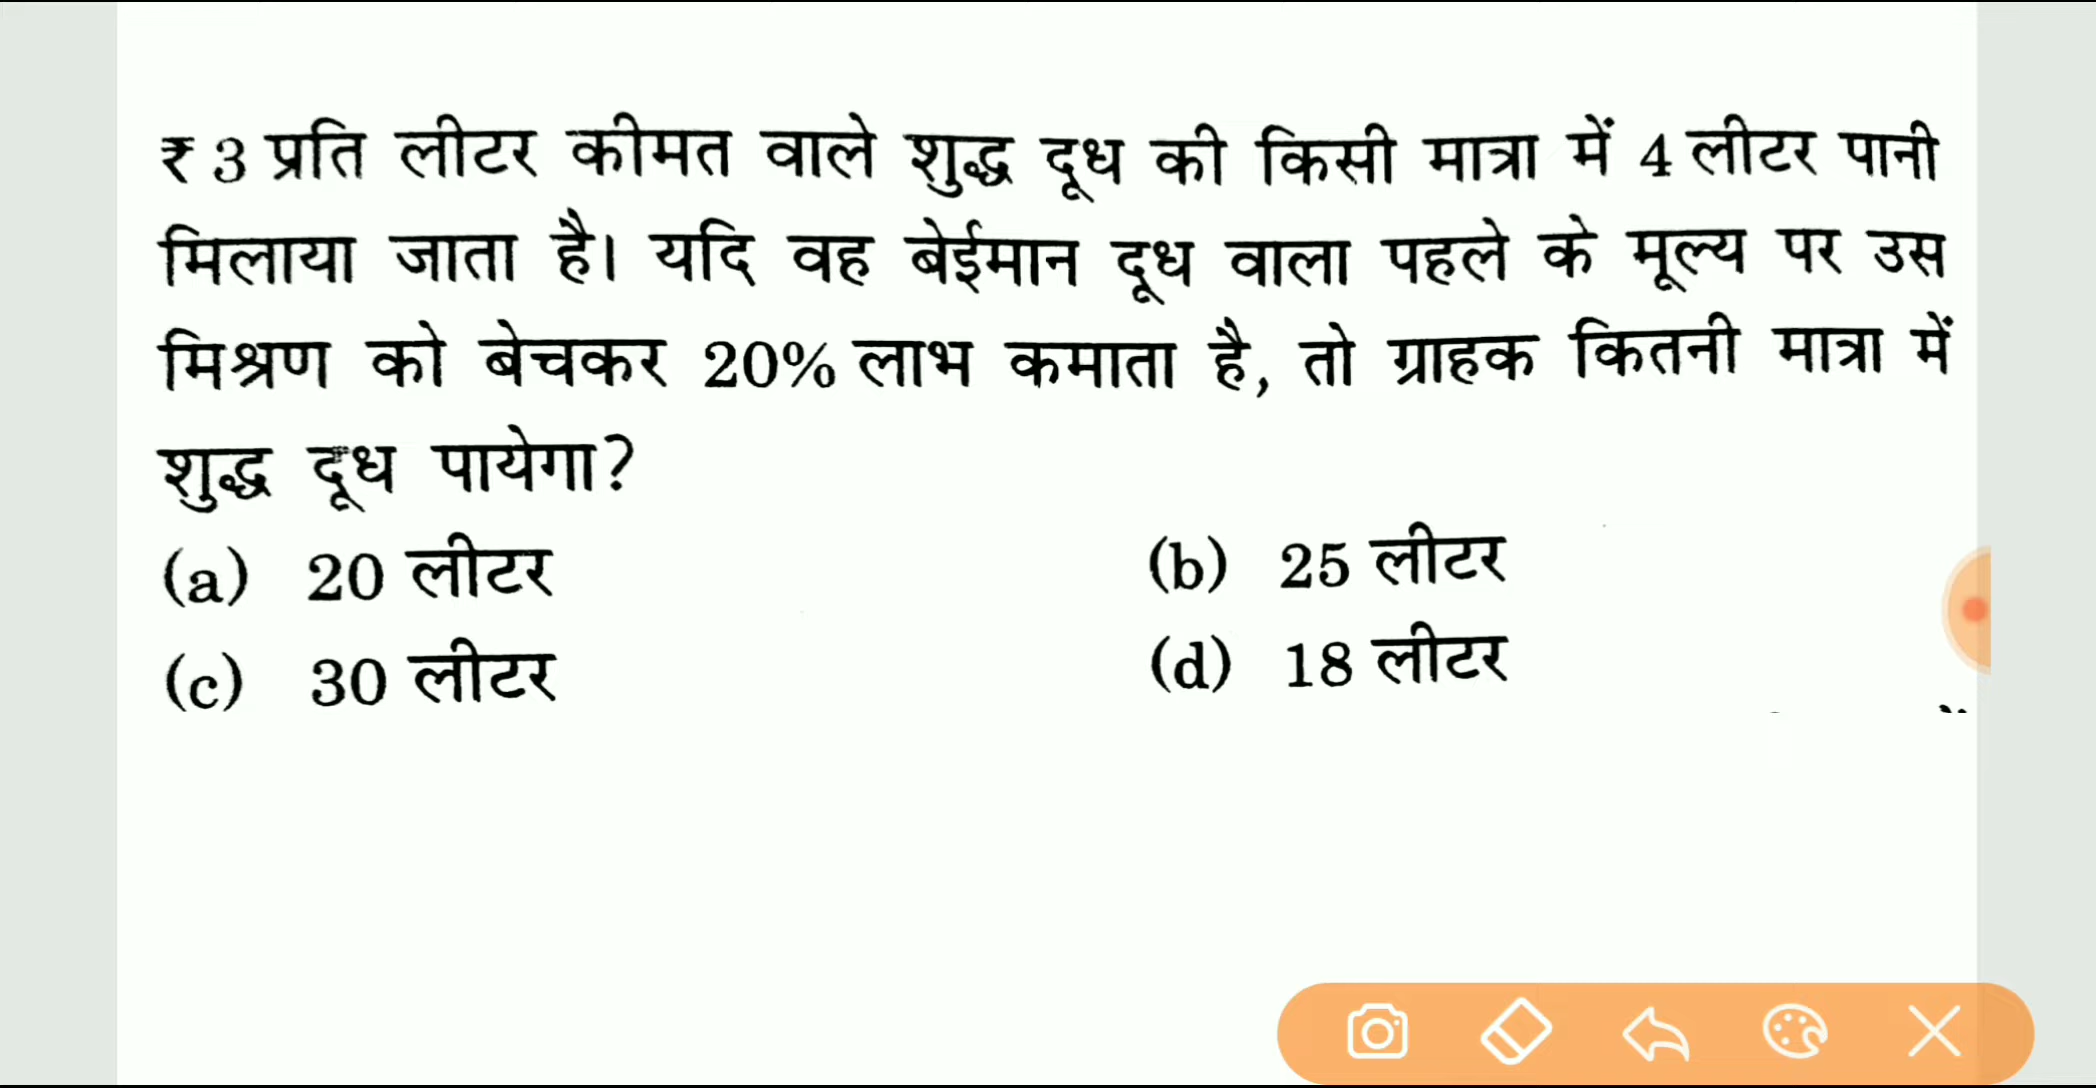 ₹ 3 प्रति लीटर कीमत वाले शुद्ध दूध की किसी मात्रा में 4 लीटर पानी
मिलाया जाता है। यदि वह बेईमान दूध वाला पहले के मूल्य पर उस
मिश्रण को बेचकर 20% लाभ कमाता है, तो ग्राहक कितनी मात्रा में
शुद्ध दूध पायेगा?
(a) 20 लीटर (b) 25 लीटर
(c) 30 लीटर (d) 18 लीटर